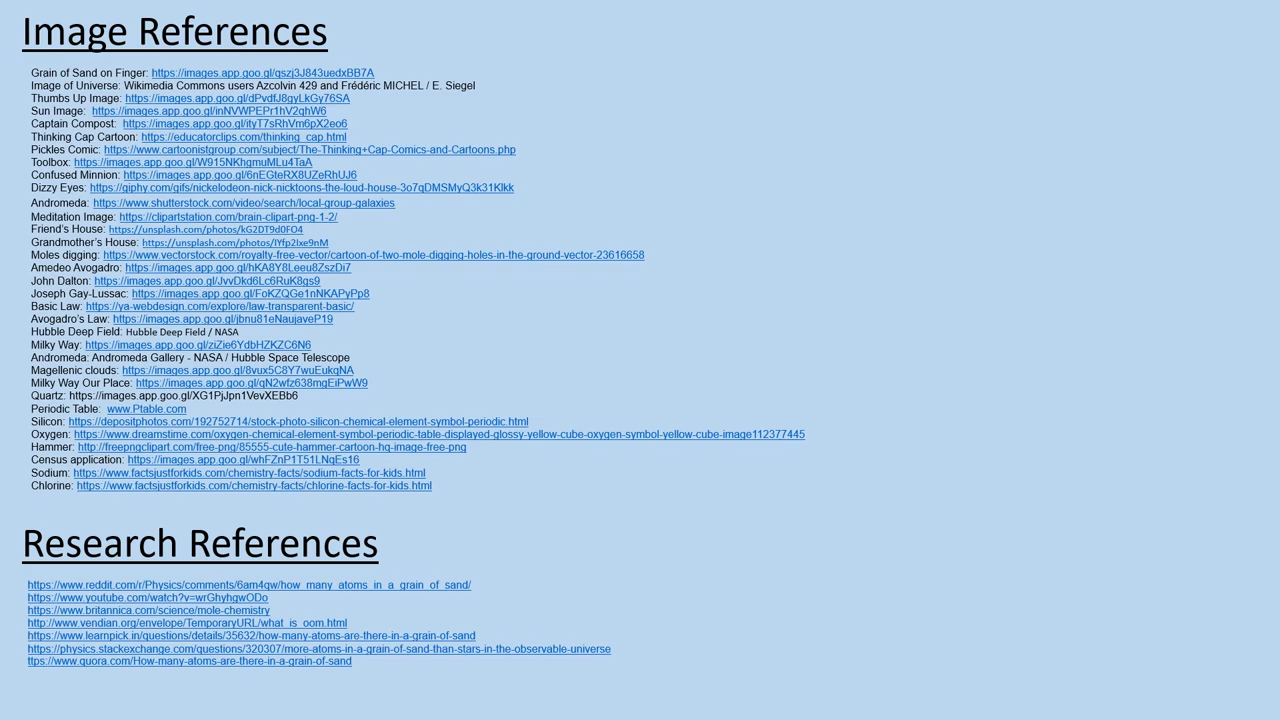 Image References
Grain of Sand on Finger: https://images.app.goo.gl/qszj3J843uedxBB7A
Image of Universe: Wikimedia Commons users Azcolvin 429 and Frédéric MICHEL / E. Siegel
Thumbs Up Image: https://images.app.goo.gl/dPvdfJ8gyLkGy76SA
Sun Image: https://images.app.goo.gl/inNVWPEPr1hV2qhW6
Captain Compost: https://images.app.goo.gl/ityT7sRhVm6pX2eo6
Thinking Cap Cartoon: https://educatorclips.com/thinking_cap.html
Pickles Comic: https://www.cartoonistgroup.com/subject/The-Thinking+Cap-Comics-and-Cartoons.php
Toolbox: https://images.app.goo.gl/W915NKhgmuMLu4TaA
Confused Minnion: https://images.app.goo.gl/6nEGteRX8UZeRhUJ6
Dizzy Eyes: https://giphy.com/gifs/nickelodeon-nick-nicktoons-the-loud-house-3o7qDMSMyQ3k31Klkk
Andromeda: https://www.shutterstock.com/video/search/local-group-galaxies
Meditation Image: https://clipartstation.com/brain-clipart-png-1-2/
Friend's House: https://unsplash.com/photos/kG2DT9d0FO4
Grandmother's House: https://unsplash.com/photos/IYfp2Ixe9nM
Moles digging: https://www.vectorstock.com/royalty-free-vector/cartoon-of-two-mole-digging-holes-in-the-ground-vector-23616658
Amedeo Avogadro: https://images.app.goo.gl/hKA8Y8Leeu8ZszDi7
John Dalton: https://images.app.goo.gl/JvvDkd6Lc6RuK8gs9
Joseph Gay-Lussac: https://images.app.goo.gl/FoKZQGe1nNKAPyPp8
Basic Law: https://ya-webdesign.com/explore/law-transparent-basic/
Avogadro's Law: https://images.app.goo.gl/jbnu81eNaujaveP19
Hubble Deep Field: Hubble Deep Field / NASA
Milky Way: https://images.app.goo.gl/ziZie6YdbHZKZC6N6
Andromeda: Andromeda Gallery - NASA / Hubble Space Telescope
Magellenic clouds: https://images.app.goo.gl/8vux5C8Y7wuEukqNA
Milky Way Our Place: https://images.app.goo.gl/qN2wfz638mgEiPwW9
Quartz: https://images.app.goo.gl/XG1PjJpn1VevXEBb6
Periodic Table: www.Ptable.com
Silicon: https://depositphotos.com/192752714/stock-photo-silicon-chemical-element-symbol-periodic.html
Oxygen: https://www.dreamstime.com/oxygen-chemical-element-symbol-periodic-table-displayed-glossy-yellow-cube-oxygen-symbol-yellow-cube-image112377445
Hammer: http://freepngclipart.com/free-png/85555-cute-hammer-cartoon-hq-image-free-png
Census application: https://images.app.goo.gl/whFZnP1T51LNqEs16
Sodium: https://www.factsjustforkids.com/chemistry-facts/sodium-facts-for-kids.html
Chlorine: https://www.factsjustforkids.com/chemistry-facts/chlorine-facts-for-kids.html
Research References
https://www.reddit.com/r/Physics/comments/6am4qw/how_many_atoms_in_a_grain_of_sand/
https://www.youtube.com/watch?v=wrGhyhgwODo
https://www.britannica.com/science/mole-chemistry
http://www.vendian.org/envelope/TemporaryURL/what_is_oom.html
https://www.learnpick.in/questions/details/35632/how-many-atoms-are-there-in-a-grain-of-sand
https://physics.stackexchange.com/questions/320307/more-atoms-in-a-grain-of-sand-than-stars-in-the-observable-universe
ttps://www.quora.com/How-many-atoms-are-there-in-a-grain-of-sand